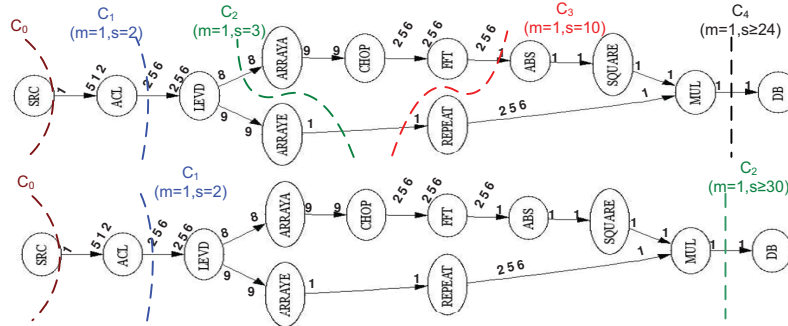 C₀
C₁
(m=1,s=2)
C₂
(m=1,s=3)
C₃
(m=1,s=10)
C₄
(m=1,s≥24)
SRC
1
512
ACL
256
256
LEVD
8
8
ARRAYA
9
9
CHOP
256
256
FFT
256
1
ABS
1
1
SQUARE
1
1
9
9
ARRAYE
1
1
REPEAT
256
1
MUL
1
1
DB
C₀
C₁
(m=1,s=2)
C₂
(m=1,s≥30)
SRC
1
512
ACL
256
256
LEVD
8
8
ARRAYA
9
9
CHOP
256
256
FFT
256
1
ABS
1
1
SQUARE
1
1
9
9
ARRAYE
1
1
REPEAT
256
1
MUL
1
1
DB